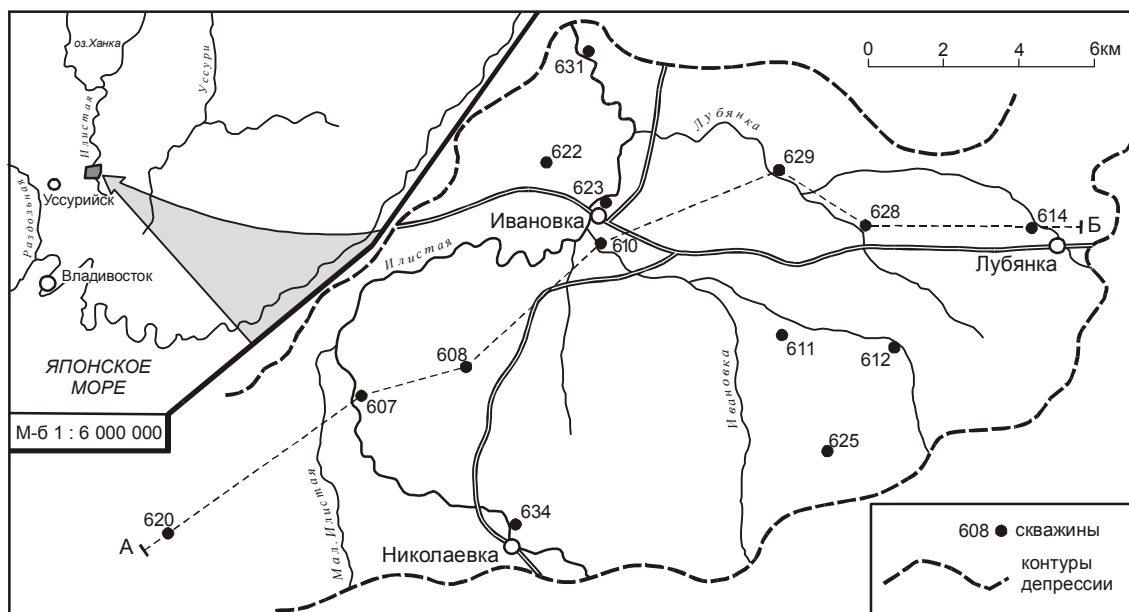 оз.Ханка
Уссури
Илистая
Раздольная
Уссурийск
Владивосток
ЯПОНСКОЕ
МОРЕ
М-б 1 : 6 000 000
0 2 4 6км
631
Лубянка
622
629
623
Ивановка
628
614
Б
610
Илистая
Лубянка
608
611
612
607
Ивановка
625
620
А
Мал.Илистая
634
Николаевка
608 скважины
контуры
депрессии